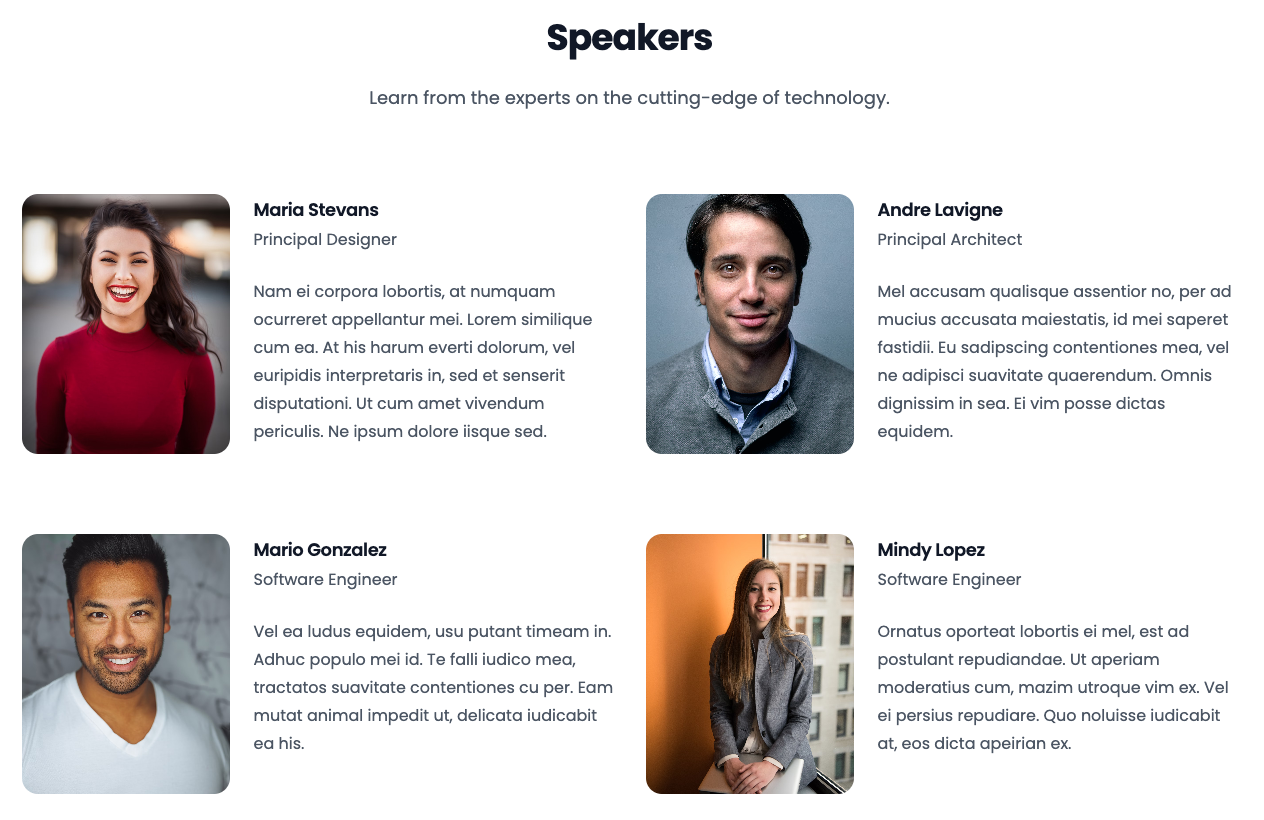 Speakers
Learn from the experts on the cutting-edge of technology.
Maria Stevans
Principal Designer
Nam ei corpora lobortis, at numquam
ocurreret appellantur mei. Lorem similique
cum ea. At his harum everti dolorum, vel
euripidis interpretaris in, sed et senserit
disputationi. Ut cum amet vivendum
periculis. Ne ipsum dolore iisque sed.
Andre Lavigne
Principal Architect
Mel accusam qualisque assentior no, per ad
mucius accusata maiestatis, id mei saperet
fastidii. Eu sadipscing contentiones mea, vel
ne adipisci suavitate quaerendum. Omnis
dignissim in sea. Ei vim posse dictas
equidem.
Mario Gonzalez
Software Engineer
Vel ea ludus equidem, usu putant timeam in.
Adhuc populo mei id. Te falli iudico mea,
tractatos suavitate contentiones cu per. Eam
mutat animal impedit ut, delicata iudicabit
ea his.
Mindy Lopez
Software Engineer
Ornatus oporteat lobortis ei mel, est ad
postulant repudiandae. Ut aperiam
moderatius cum, mazim utroque vim ex. Vel
ei persius repudiare. Quo noluisse iudicabit
at, eos dicta apeirian ex.